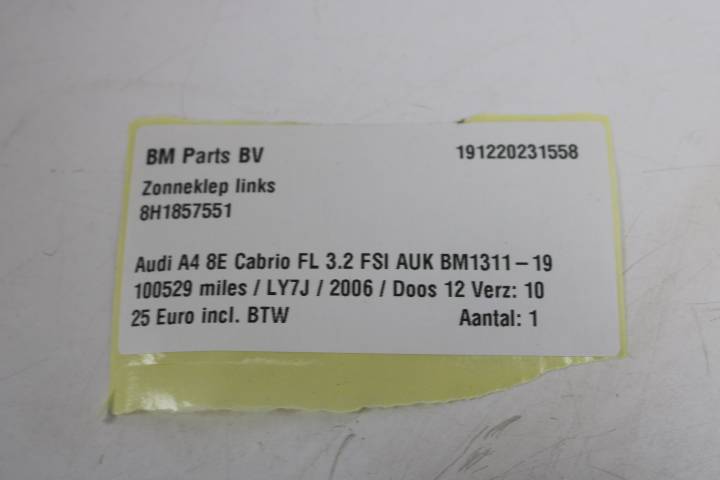 BM Parts BV 191220231558
Zonneklep links
8H1857551
Audi A4 8E Cabrio FL 3.2 FSI AUK BM1311-19
100529 miles / LY7J / 2006 / Doos 12 Verz: 10
25 Euro incl. BTW Aantal: 1